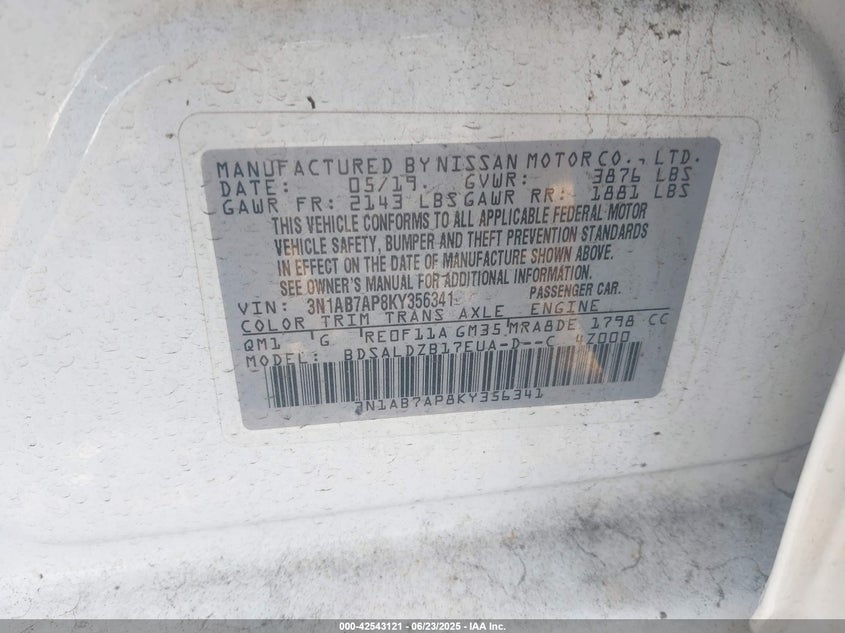 MANUFACTURED BY NISSAN MOTOR CO., LTD.
DATE: 05/19. GVWR: 3876 LBS
GAWR FR: 2143 LBS GAWR RR: 1881 LBS
THIS VEHICLE CONFORMS TO ALL APPLICABLE FEDERAL MOTOR
VEHICLE SAFETY, BUMPER AND THEFT PREVENTION STANDARDS
IN EFFECT ON THE DATE OF MANUFACTURE SHOWN ABOVE.
SEE OWNER'S MANUAL FOR ADDITIONAL INFORMATION.
VIN: 3N1AB7AP8KY356341 PASSENGER CAR.
COLOR TRIM TRANS AXLE ENGINE
QM1 G RE0F11A GM35 MRA8DE 1798 CC
MODEL: BDSALDZB17EUA-D--C 4Z000
3N1AB7AP8KY356341
000-42543121 | 06/23/2025 - IAA Inc.